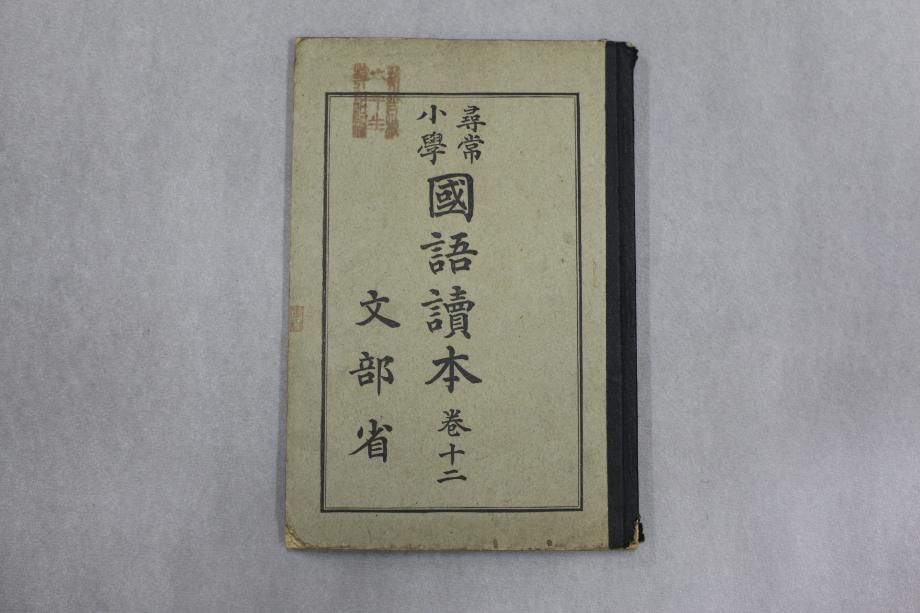 尋常
小學
國語讀本 卷十二
文部省